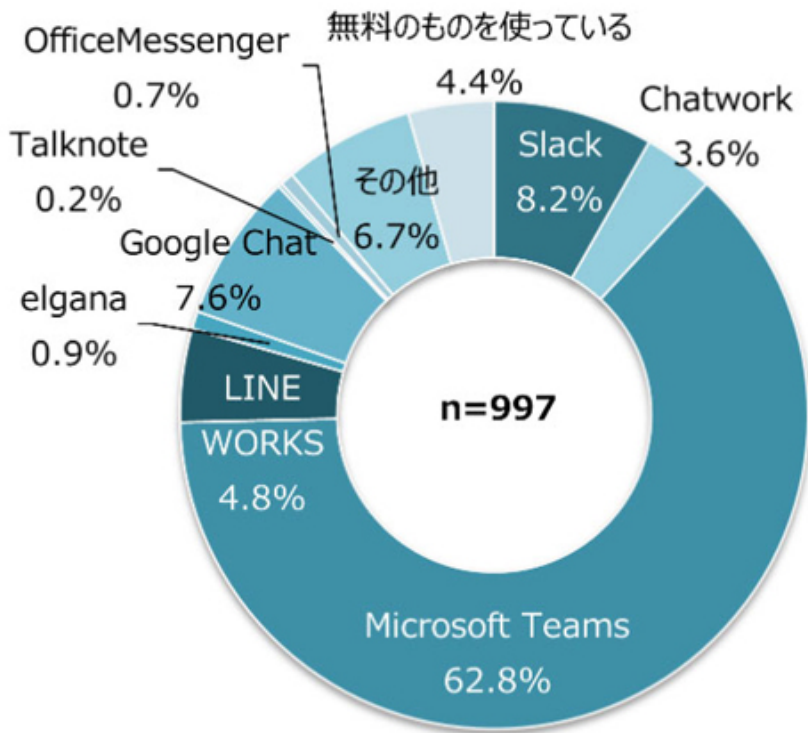 無料のものを使っている
4.4%
OfficeMessenger
0.7%
Talknote
0.2%
その他
6.7%
Slack
8.2%
Chatwork
3.6%
Google Chat
7.6%
elgana
0.9%
LINE
WORKS
4.8%
n=997
Microsoft Teams
62.8%